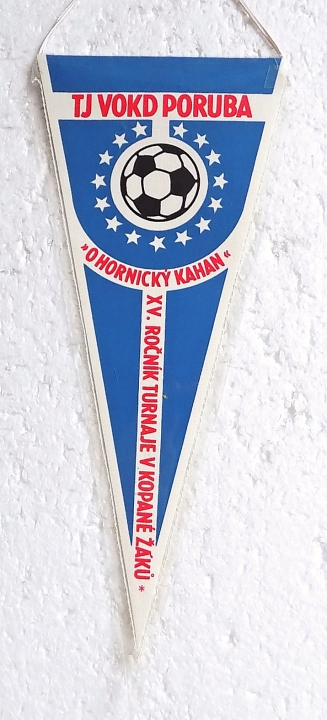 TJ VOKD PORUBA
»O HORNICKÝ KAHAN«
XV. ROČNÍK TURNAJE V KOPANÉ ŽÁKŮ *